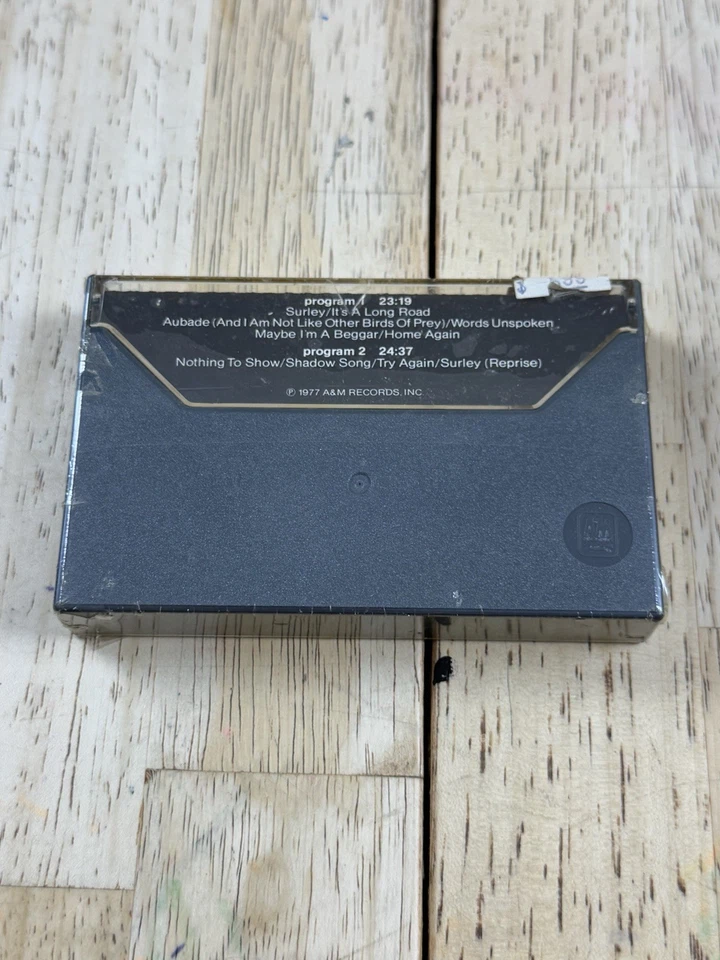 program 1 23:19
Surley/It's A Long Road
Aubade (And I Am Not Like Other Birds Of Prey)/Words Unspoken
Maybe I'm A Beggar/Home Again
program 2 24:37
Nothing To Show/Shadow Song/Try Again/Surley (Reprise)
℗ 1977 A&M RECORDS, INC